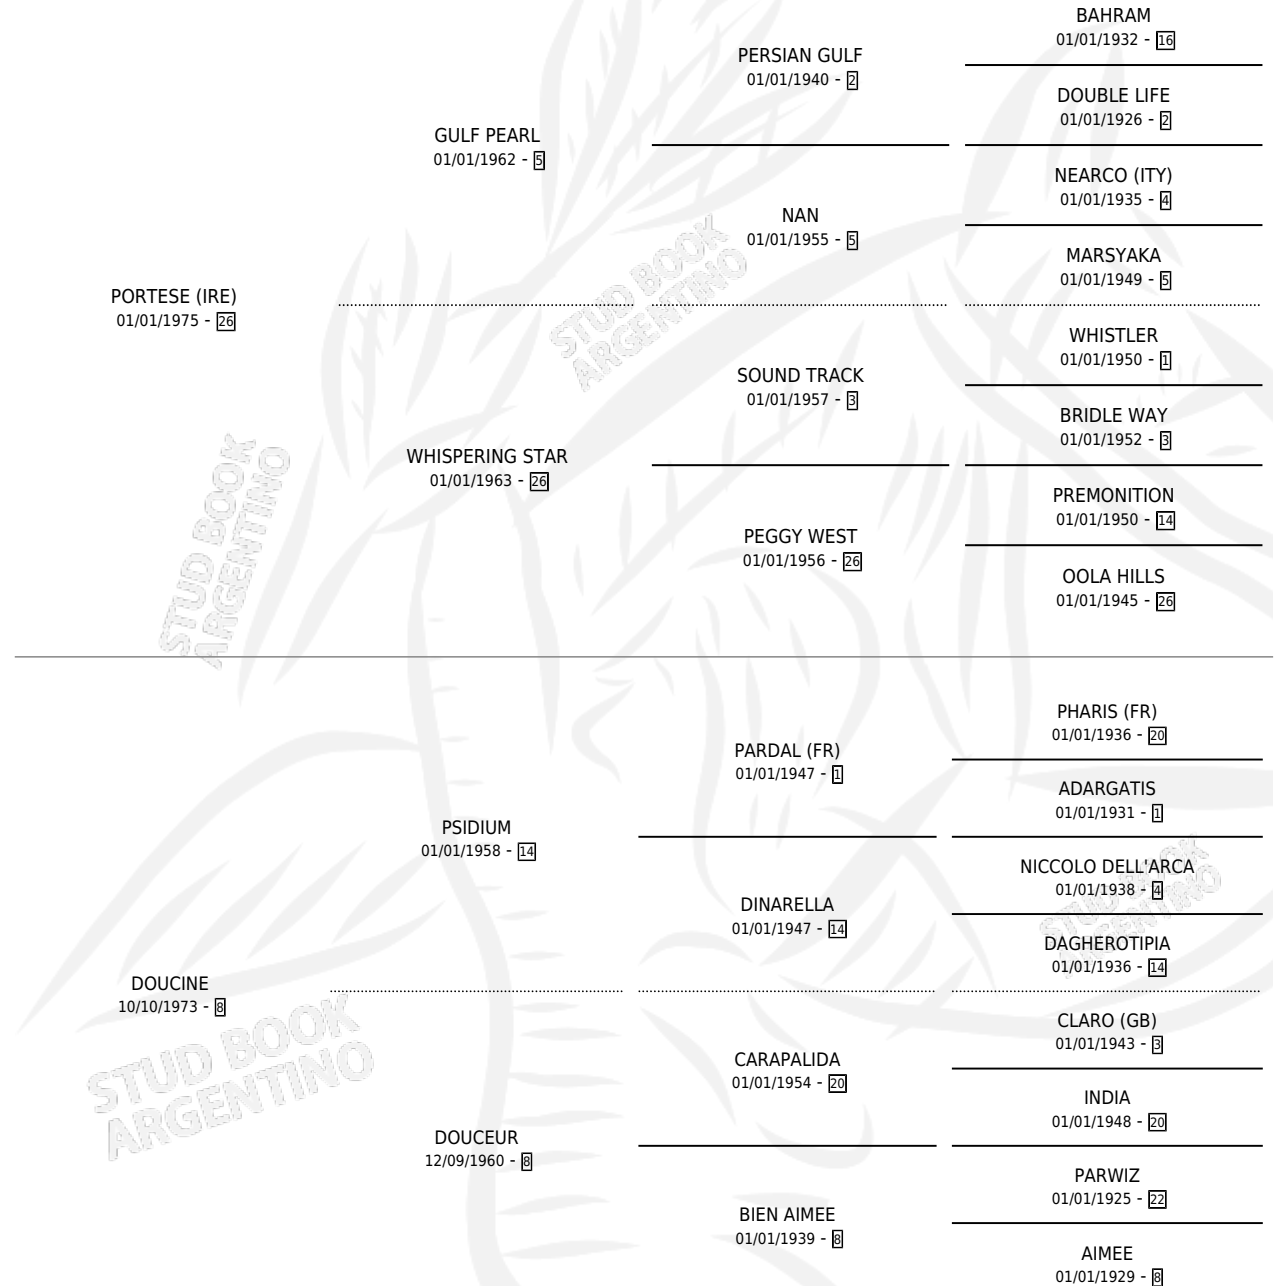 BAHRAM
01/01/1932 - 16
PERSIAN GULF
01/01/1940 - 2
DOUBLE LIFE
01/01/1926 - 2
GULF PEARL
01/01/1962 - 5
NEARCO (ITY)
01/01/1935 - 4
NAN
01/01/1955 - 5
MARSYAKA
01/01/1949 - 5
PORTESE (IRE)
01/01/1975 - 26
WHISTLER
01/01/1950 - 1
SOUND TRACK
01/01/1957 - 3
BRIDLE WAY
01/01/1952 - 3
WHISPERING STAR
01/01/1963 - 26
PREMONITION
01/01/1950 - 14
PEGGY WEST
01/01/1956 - 26
OOLA HILLS
01/01/1945 - 26
PHARIS (FR)
01/01/1936 - 20
PARDAL (FR)
01/01/1947 - 1
ADARGATIS
01/01/1931 - 1
PSIDIUM
01/01/1958 - 14
NICCOLO DELL'ARCA
01/01/1938 - 4
DINARELLA
01/01/1947 - 14
DAGHEROTIPIA
01/01/1936 - 14
DOUCINE
10/10/1973 - 8
CLARO (GB)
01/01/1943 - 3
CARAPALIDA
01/01/1954 - 20
INDIA
01/01/1948 - 20
DOUCEUR
12/09/1960 - 8
PARWIZ
01/01/1925 - 22
BIEN AIMEE
01/01/1939 - 8
AIMEE
01/01/1929 - 8
STUD BOOK
ARGENTINO
STUD BOOK
ARGENTINO
STUD BOOK
ARGENTINO
STUD BOOK
ARGENTINO